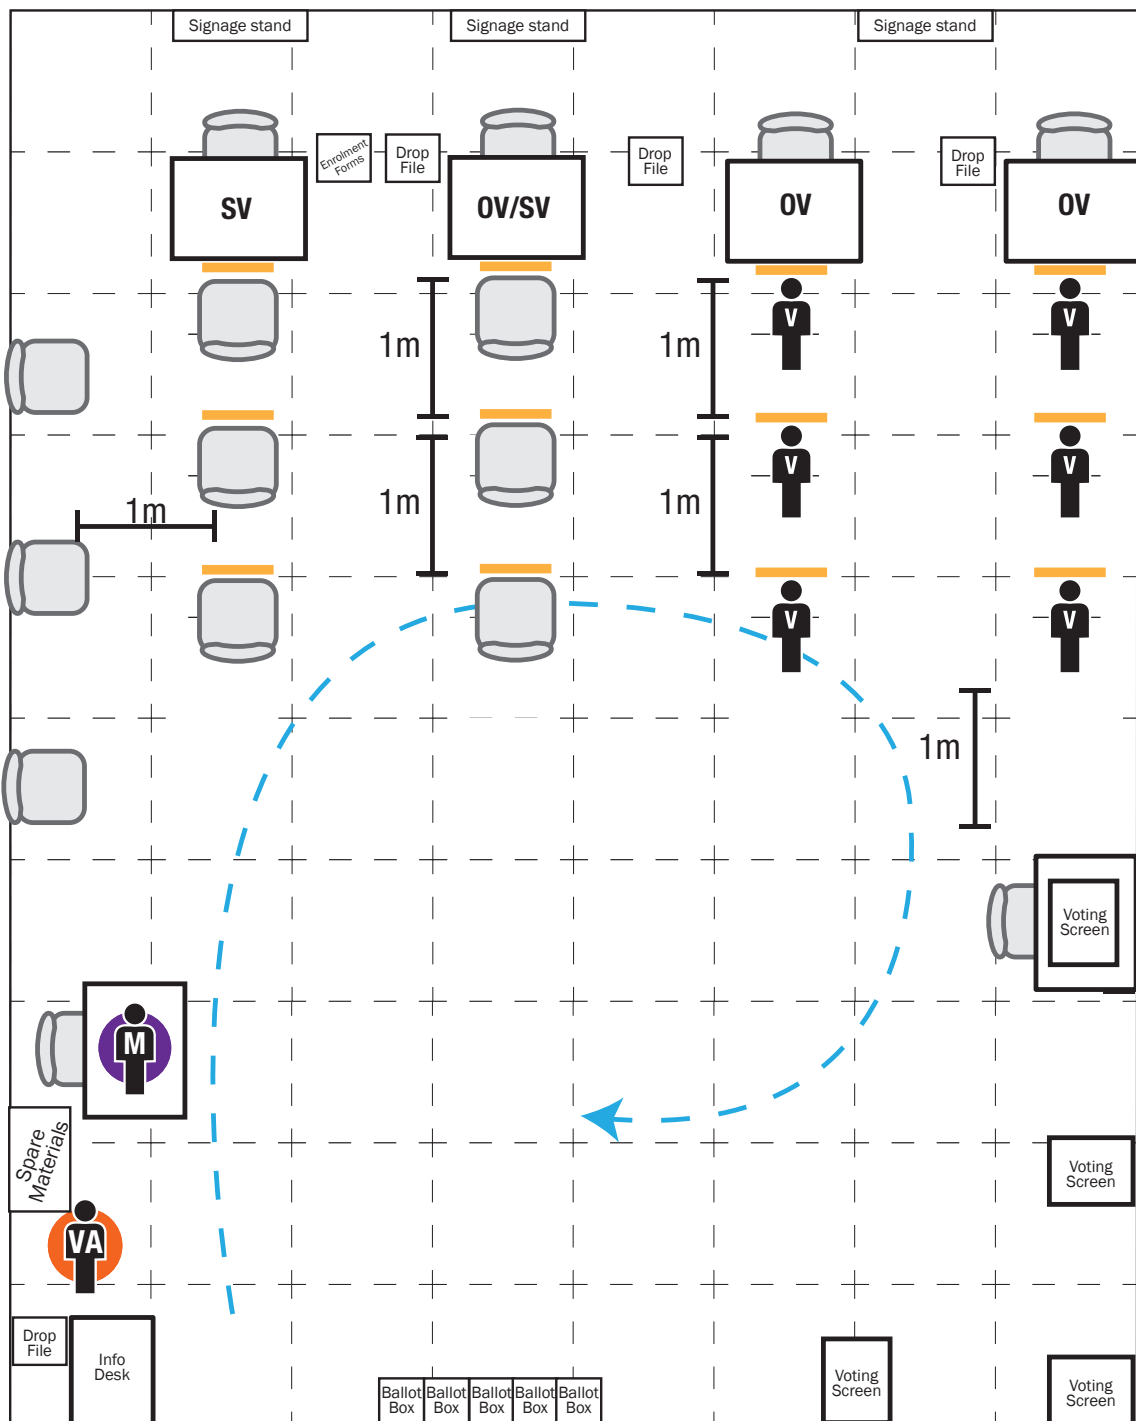 Signage stand
Signage stand
Signage stand
Enrolment
Forms
Drop
File
Drop
File
Drop
File
SV
OV/SV
OV
OV
1m
1m
V
V
1m
1m
V
V
1m
V
V
1m
Voting
Screen
M
Spare
Materials
VA
Voting
Screen
Drop
File
Info
Desk
Ballot
Box
Ballot
Box
Ballot
Box
Ballot
Box
Ballot
Box
Voting
Screen
Voting
Screen